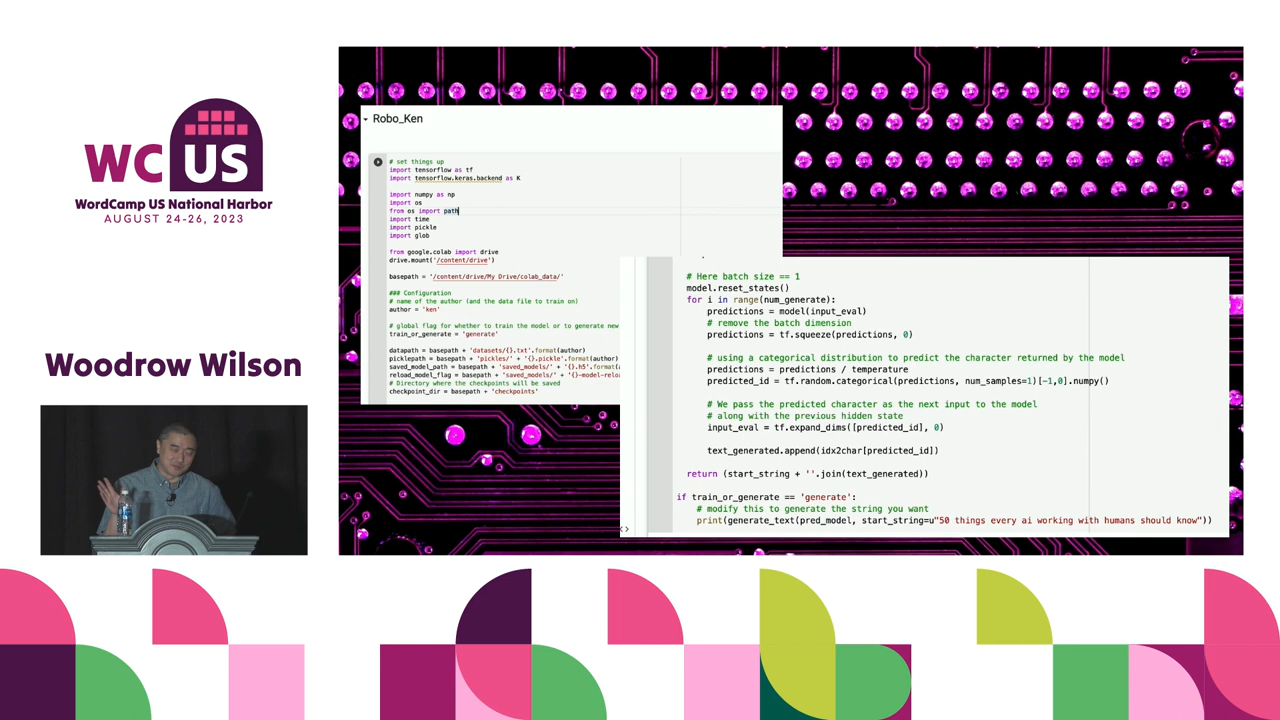 WC US
WordCamp US National Harbor
AUGUST 24-26, 2023
Woodrow Wilson
Robo_Ken
# set things up
import tensorflow as tf
import tensorflow.keras.backend as K
import numpy as np
import os
from os import path
import time
import pickle
import glob
from google.colab import drive
drive.mount('/content/drive')
basepath = '/content/drive/My Drive/colab_data/'
### Configuration
# name of the author (and the data file to train on)
author = 'ken'
# global flag for whether to train the model or to generate new
train_or_generate = 'generate'
datapath = basepath + 'datasets/{}.txt'.format(author)
picklepath = basepath + 'pickles/' + '{}.pickle'.format(author)
saved_model_path = basepath + 'saved_models/' + '{}.h5'.format(a
reload_model_flag = basepath + 'saved_models/' + '{}-model-relo
# Directory where the checkpoints will be saved
checkpoint_dir = basepath + 'checkpoints'
# Here batch size == 1
model.reset_states()
for i in range(num_generate):
predictions = model(input_eval)
# remove the batch dimension
predictions = tf.squeeze(predictions, 0)
# using a categorical distribution to predict the character returned by the model
predictions = predictions / temperature
predicted_id = tf.random.categorical(predictions, num_samples=1)[-1,0].numpy()
# We pass the predicted character as the next input to the model
# along with the previous hidden state
input_eval = tf.expand_dims([predicted_id], 0)
text_generated.append(idx2char[predicted_id])
return (start_string + ''.join(text_generated))
if train_or_generate == 'generate':
# modify this to generate the string you want
print(generate_text(pred_model, start_string=u"50 things every ai working with humans should know"))